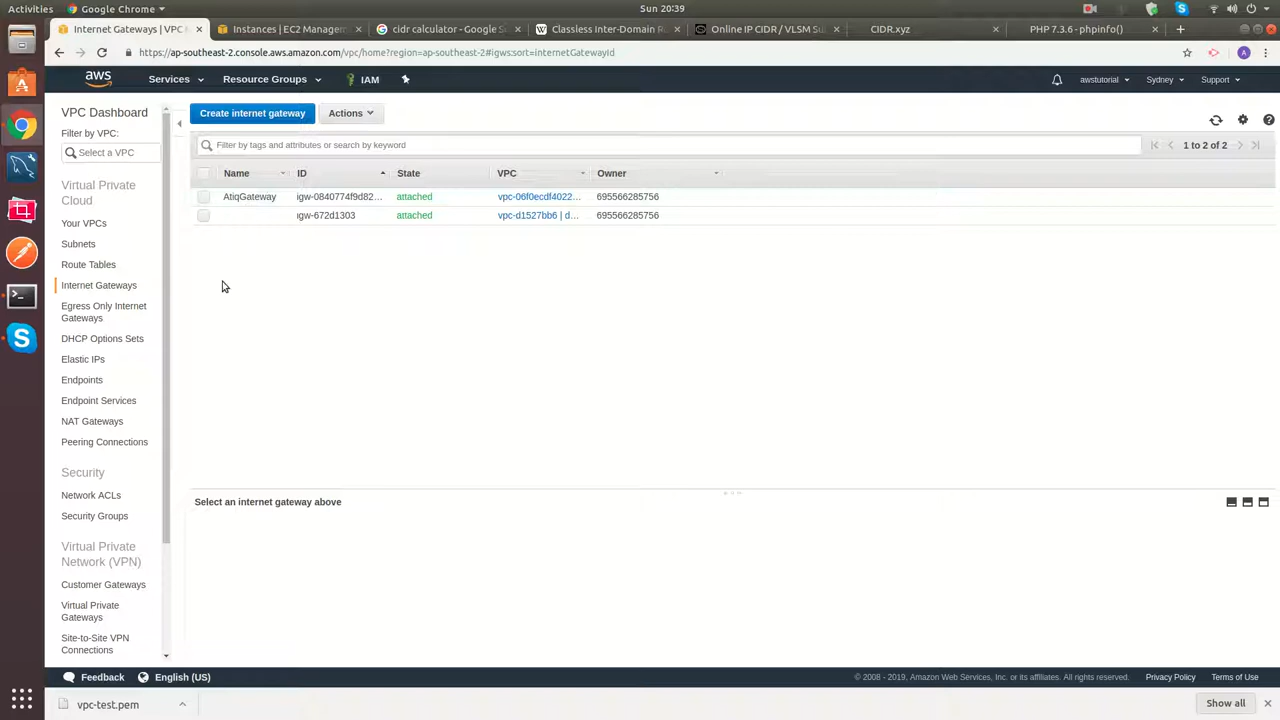 Activities Google Chrome Sun 20:39
Internet Gateways | VPC Instances | EC2 Manage cidr calculator - Google S Classless Inter-Domain R Online IP CIDR / VLSM Su CIDR.xyz PHP 7.3.6 - phpinfo()
https://ap-southeast-2.console.aws.amazon.com/vpc/home?region=ap-southeast-2#igws:sort=internetGatewayId A
aws Services Resource Groups IAM awstutorial Sydney Support
VPC Dashboard
Filter by VPC:
Select a VPC
Virtual Private
Cloud
Your VPCs
Subnets
Route Tables
Internet Gateways
Egress Only Internet
Gateways
DHCP Options Sets
Elastic IPs
Endpoints
Endpoint Services
NAT Gateways
Peering Connections
Security
Network ACLs
Security Groups
Virtual Private
Network (VPN)
Customer Gateways
Virtual Private
Gateways
Site-to-Site VPN
Connections
Create internet gateway Actions
Filter by tags and attributes or search by keyword 1 to 2 of 2
Name ID State VPC Owner
AtiqGateway igw-0840774f9d82... attached vpc-06f0ecdf4022... 695566285756
igw-672d1303 attached vpc-d1527bb6 | d... 695566285756
Select an internet gateway above
Feedback English (US) © 2008 - 2019, Amazon Web Services, Inc. or its affiliates. All rights reserved. Privacy Policy Terms of Use
vpc-test.pem Show all